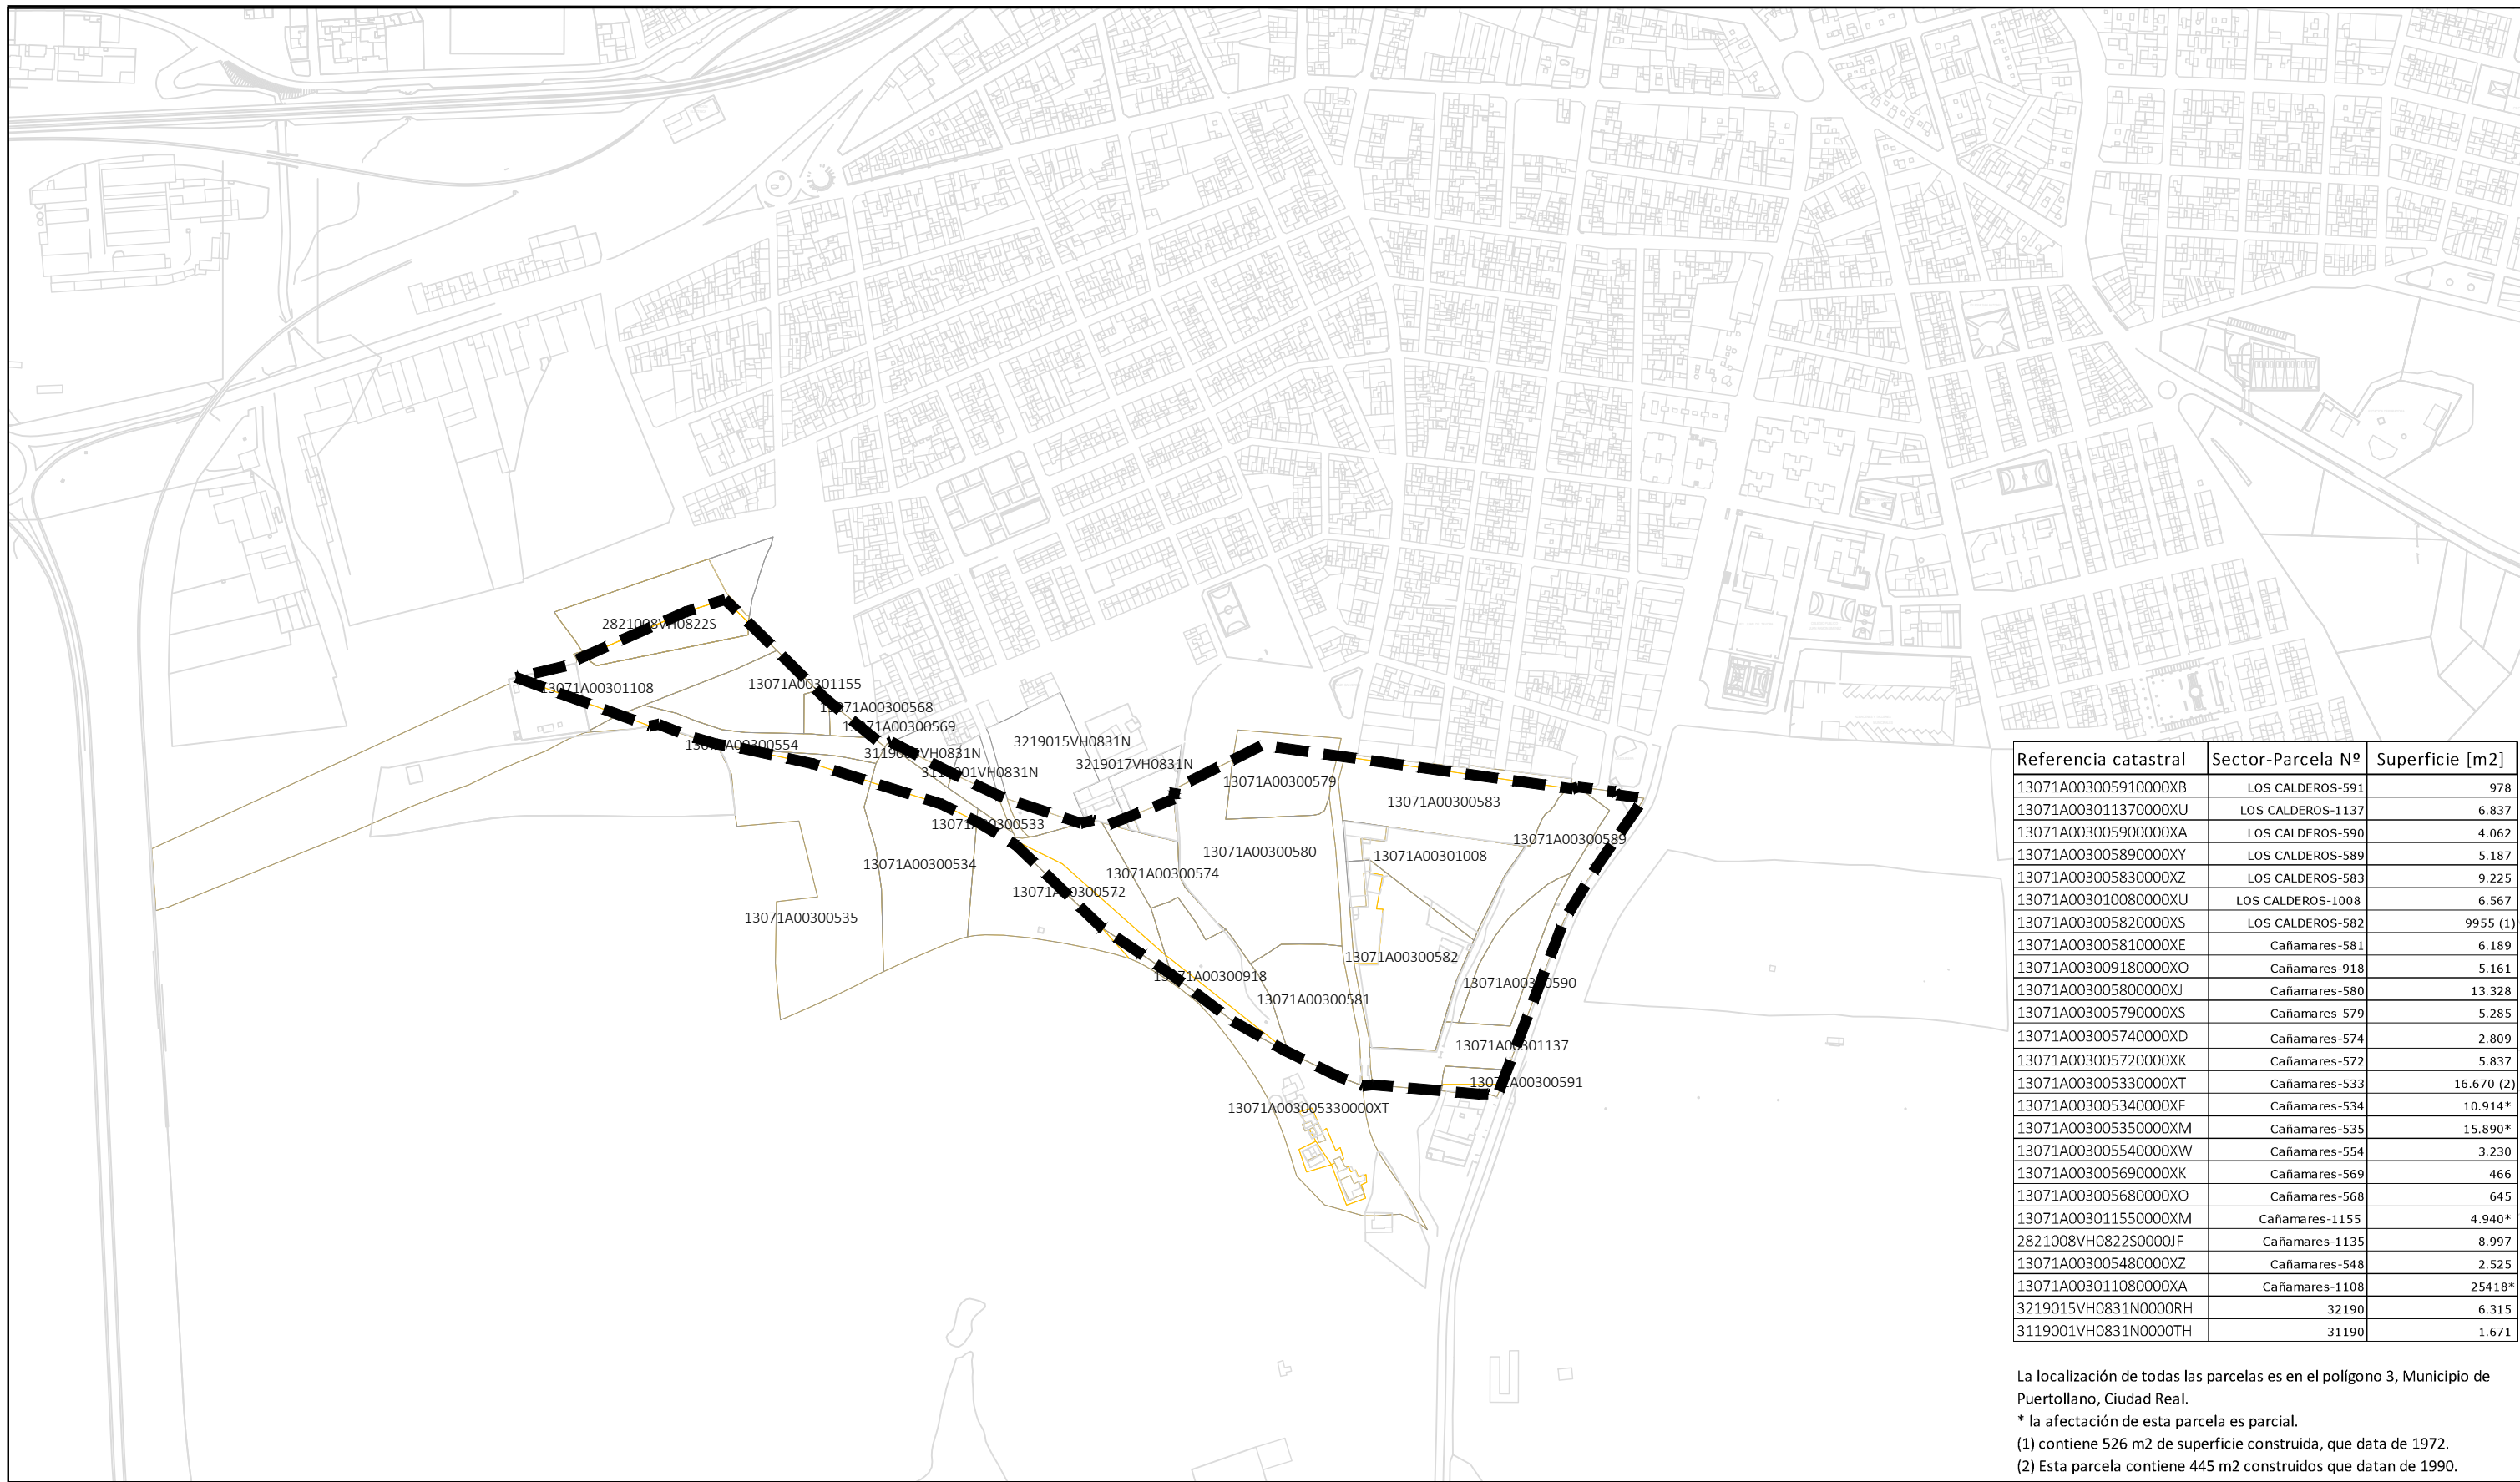 2821008VH0822S
13071A00301108
13071A00301155
13071A00300568
13071A00300569
13071A00300554
3119001VH0831N
3219015VH0831N
3219017VH0831N
13071A00300579
13071A00300583
13071A00300533
13071A00300589
13071A00300580
13071A00301008
13071A00300534
13071A00300574
13071A00300572
13071A00300535
13071A00300582
13071A00300918
13071A00300590
13071A00300581
13071A00301137
13071A00300591
13071A003005330000XT
Referencia catastral Sector-Parcela Nº Superficie [m2]
13071A003005910000XB LOS CALDEROS-591 978
13071A003011370000XU LOS CALDEROS-1137 6.837
13071A003005900000XA LOS CALDEROS-590 4.062
13071A003005890000XY LOS CALDEROS-589 5.187
13071A003005830000XZ LOS CALDEROS-583 9.225
13071A003010080000XU LOS CALDEROS-1008 6.567
13071A003005820000XS LOS CALDEROS-582 9955 (1)
13071A003005810000XE Cañamares-581 6.189
13071A003009180000XO Cañamares-918 5.161
13071A003005800000XJ Cañamares-580 13.328
13071A003005790000XS Cañamares-579 5.285
13071A003005740000XD Cañamares-574 2.809
13071A003005720000XK Cañamares-572 5.837
13071A003005330000XT Cañamares-533 16.670 (2)
13071A003005340000XF Cañamares-534 10.914*
13071A003005350000XM Cañamares-535 15.890*
13071A003005540000XW Cañamares-554 3.230
13071A003005690000XK Cañamares-569 466
13071A003005680000XO Cañamares-568 645
13071A003011550000XM Cañamares-1155 4.940*
2821008VH0822S0000JF Cañamares-1135 8.997
13071A003005480000XZ Cañamares-548 2.525
13071A003011080000XA Cañamares-1108 25418*
3219015VH0831N0000RH 32190 6.315
3119001VH0831N0000TH 31190 1.671
La localización de todas las parcelas es en el polígono 3, Municipio de
Puertollano, Ciudad Real.
* la afectación de esta parcela es parcial.
(1) contiene 526 m2 de superficie construida, que data de 1972.
(2) Esta parcela contiene 445 m2 construidos que datan de 1990.